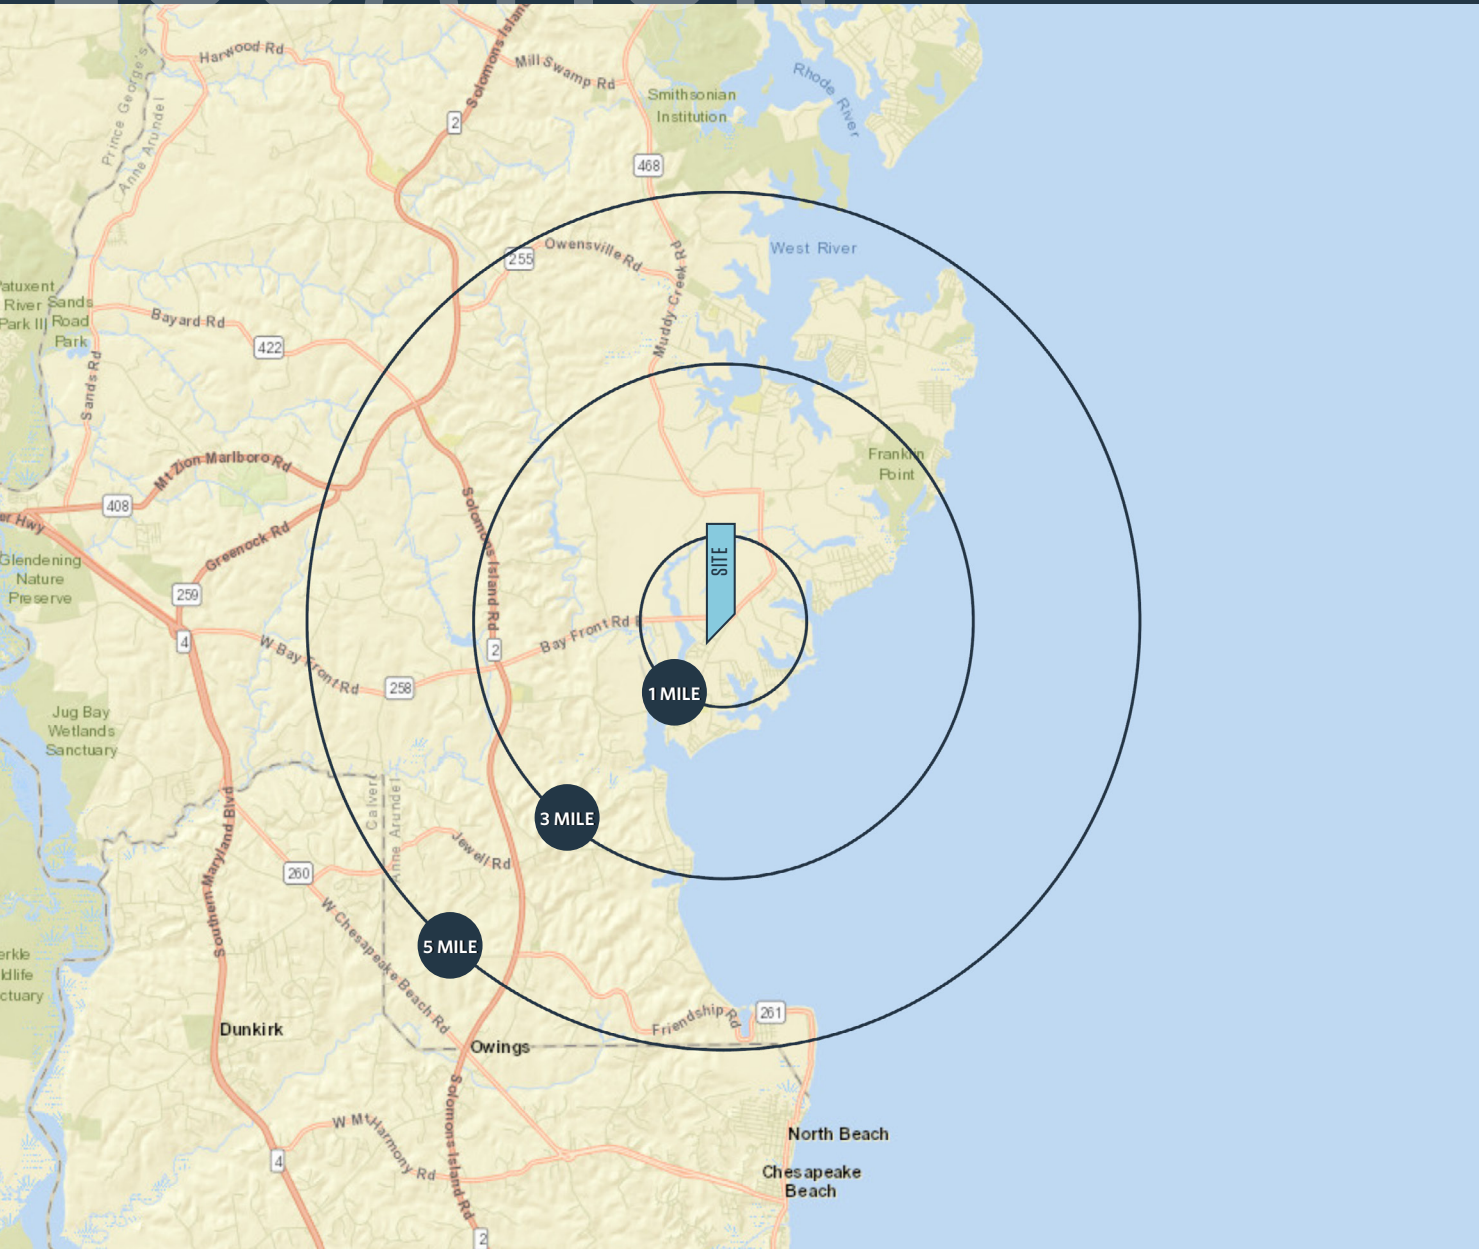 Harwood Rd
Solomons Island
Mill Swamp Rd
Prince George's
Anne Arundel
2
Smithsonian
Institution
Rhode River
468
255
Owensville Rd
Muddy Creek Rd
West River
River
Park II
Sands
Road
Park
Bayard Rd
422
Sands Rd
Mt Zion Marlboro Rd
408
Greenock Rd
Solomons Island Rd
Franklin
Point
SITE
Glendening
Nature
Preserve
259
4
W Bay Front Rd
258
2
Bay Front Rd E
1 MILE
Jug Bay
Wetlands
Sanctuary
Calvert
Anne Arundel
3 MILE
Southern Maryland Blvd
Jewell Rd
260
W Chesapeake Beach Rd
5 MILE
Friendship Rd
261
Dunkirk
Owings
Solomons Island Rd
W Mt Harmony Rd
4
North Beach
Chesapeake
Beach
2